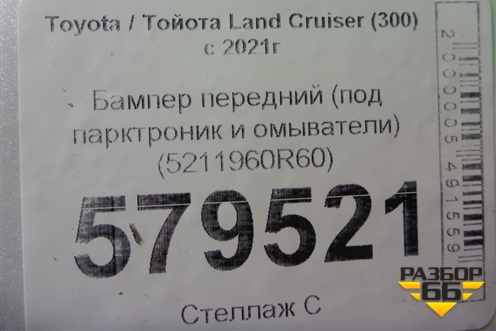 Toyota / Тойота Land Cruiser (300)
с 2021г
Бампер передний (под
парктроник и омыватели)
(5211960R60)
579521
Стеллаж С
2000005491559
РАЗБОР
66